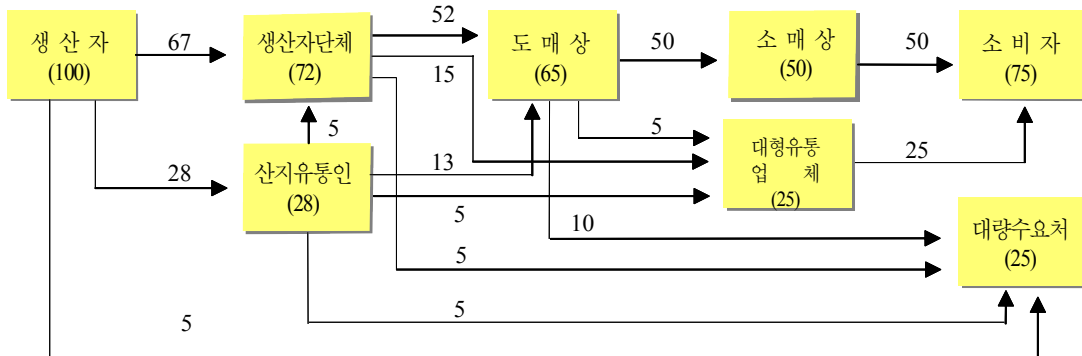 생 산 자
(100)
67
생산자단체
(72)
52
15
도 매 상
(65)
50
소 매 상
(50)
50
소 비 자
(75)
5
5
대형유통
업 체
(25)
25
28
산지유통인
(28)
13
5
10
대량수요처
(25)
5
5
5